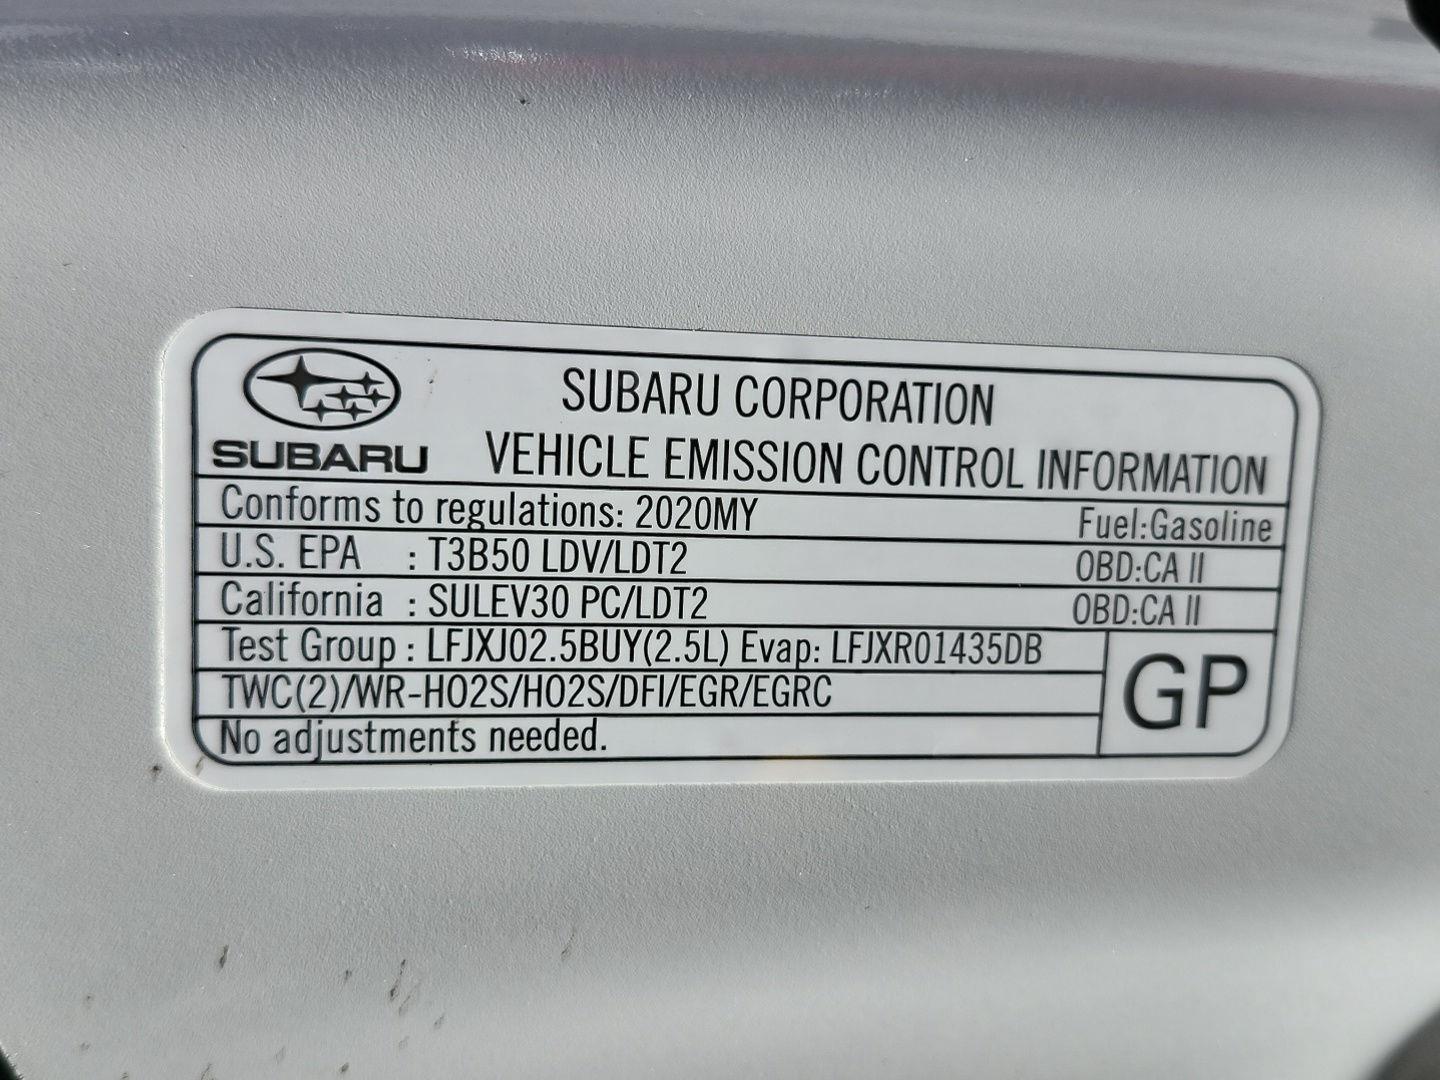 SUBARU
SUBARU CORPORATION
VEHICLE EMISSION CONTROL INFORMATION
Conforms to regulations: 2020MY Fuel:Gasoline
U.S. EPA : T3B50 LDV/LDT2 OBD:CA II
California : SULEV30 PC/LDT2 OBD:CA II
Test Group : LFJXJ02.5BUY(2.5L) Evap: LFJXR01435DB
TWC(2)/WR-HO2S/HO2S/DFI/EGR/EGRC
No adjustments needed.
GP